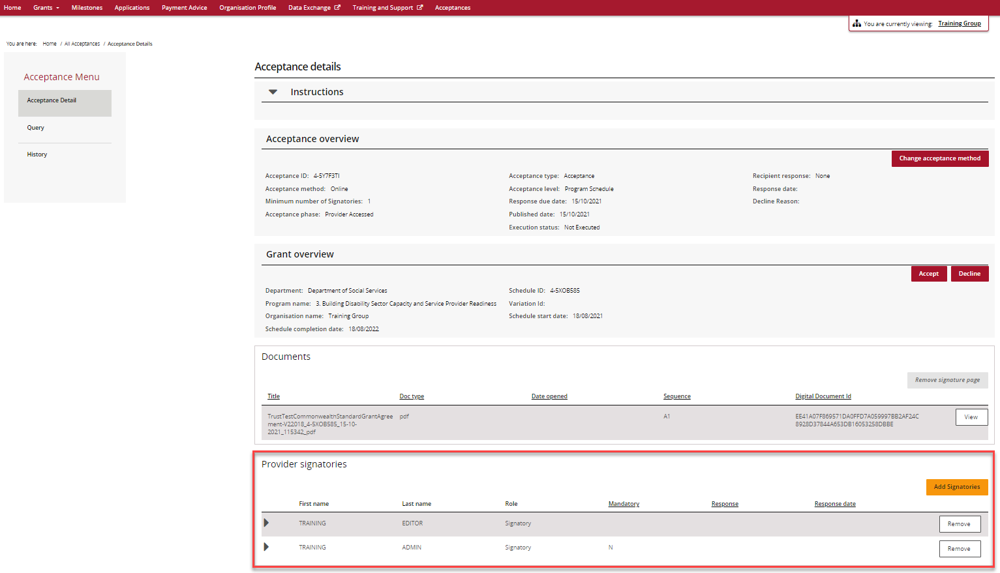 Home Grants Milestones Applications Payment Advice Organisation Profile Data Exchange Training and Support Acceptances
You are currently viewing: Training Group
You are here: Home / All Acceptances / Acceptance Details
Acceptance Menu
Acceptance Detail
Query
History
Acceptance details
Instructions
Acceptance overview
Change acceptance method
Acceptance ID: 4-5Y7F3TI Acceptance type: Acceptance Recipient response: None
Acceptance method: Online Acceptance level: Program Schedule Response date:
Minimum number of Signatories: 1 Response due date: 15/10/2021 Decline Reason:
Acceptance phase: Provider Accessed Published date: 15/10/2021
Execution status: Not Executed
Grant overview
Accept Decline
Department: Department of Social Services Schedule ID: 4-5XOB585
Program name: 3. Building Disability Sector Capacity and Service Provider Readiness Variation Id:
Organisation name: Training Group Schedule start date: 18/08/2021
Schedule completion date: 18/08/2022
Documents
Remove signature page
Title Doc type Date opened Sequence Digital Document Id
TrustTestCommonwealthStandardGrantAgree pdf A1 EE41A07F869571DA0FFD7A059997BB2AF24C View
ment-V22018_4-5XOB585_15-10- 8928D37844A653DB16053258DBBE
2021_115342_pdf
Provider signatories
Add Signatories
First name Last name Role Mandatory Response Response date
TRAINING EDITOR Signatory Remove
TRAINING ADMIN Signatory N Remove